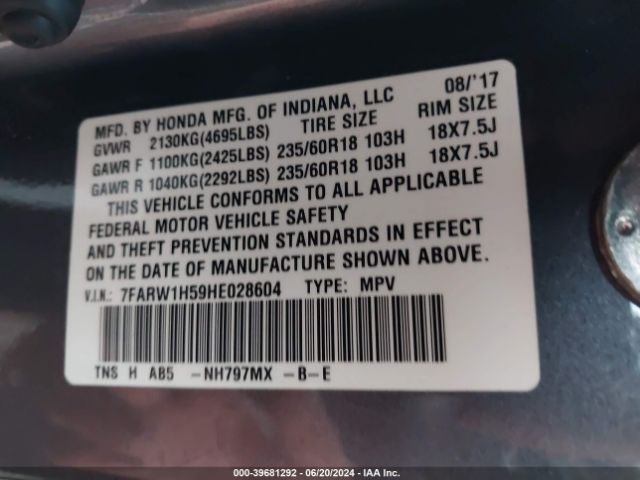 MFD. BY HONDA MFG. OF INDIANA, LLC 08/'17
GVWR 2130KG(4695LBS) TIRE SIZE RIM SIZE
GAWR F 1100KG(2425LBS) 235/60R18 103H 18X7.5J
GAWR R 1040KG(2292LBS) 235/60R18 103H 18X7.5J
THIS VEHICLE CONFORMS TO ALL APPLICABLE
FEDERAL MOTOR VEHICLE SAFETY
AND THEFT PREVENTION STANDARDS IN EFFECT
ON THE DATE OF MANUFACTURE SHOWN ABOVE.
V.I.N.: 7FARW1H59HE028604 TYPE: MPV
TNS H AB5 -NH797MX -B-E
000-39681292 - 06/20/2024 - IAA Inc.